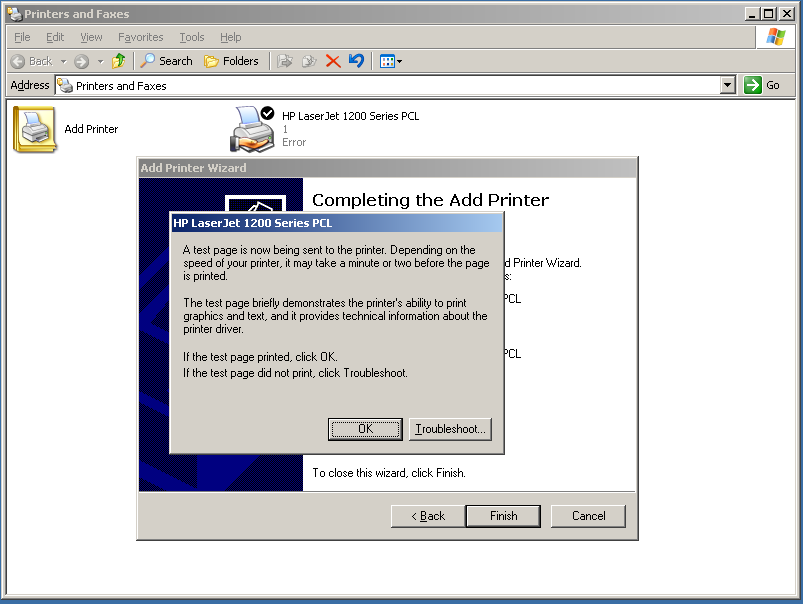 Printers and Faxes
File Edit View Favorites Tools Help
Back Search Folders
Address Printers and Faxes Go
Add Printer
HP LaserJet 1200 Series PCL
1
Error
Add Printer Wizard
Completing the Add Printer
d Printer Wizard.
s:
PCL
PCL
HP LaserJet 1200 Series PCL
A test page is now being sent to the printer. Depending on the
speed of your printer, it may take a minute or two before the page
is printed.
The test page briefly demonstrates the printer's ability to print
graphics and text, and it provides technical information about the
printer driver.
If the test page printed, click OK.
If the test page did not print, click Troubleshoot.
OK Troubleshoot...
To close this wizard, click Finish.
< Back Finish Cancel